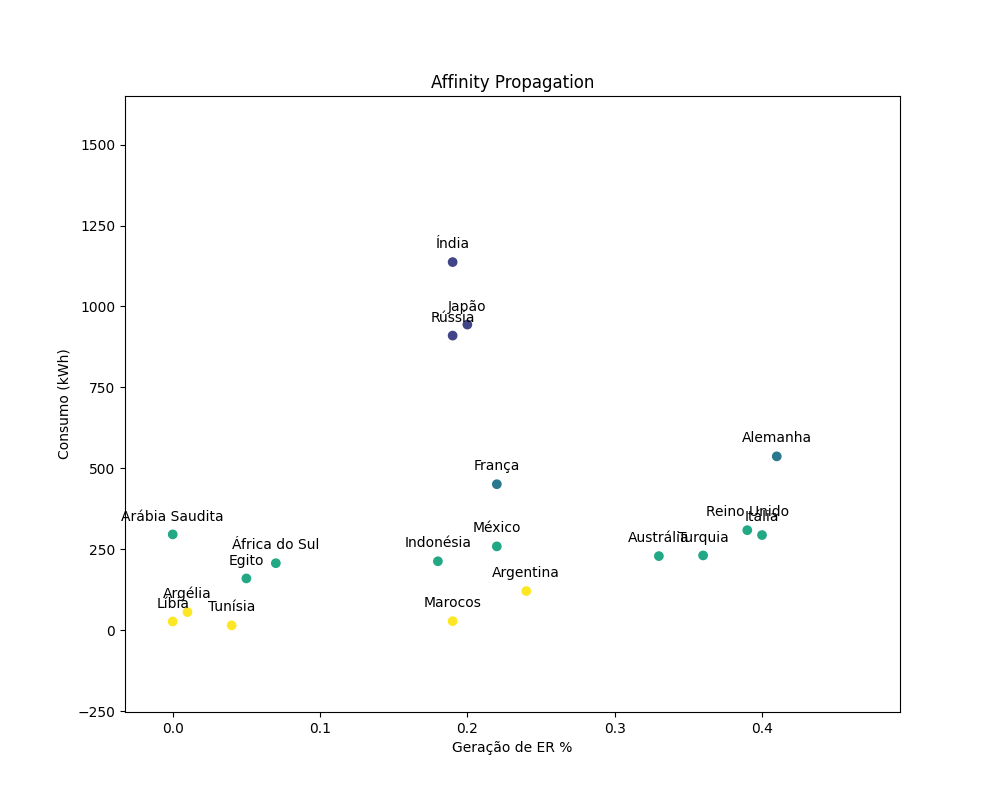 Affinity Propagation
1500
1250
1000
750
500
250
0
−250
Consumo (kWh)
Índia
Japão
Rússia
Alemanha
França
Arábia Saudita
Reino Unido
Itália
México
Austrália
Turquia
África do Sul
Indonésia
Egito
Argentina
Argélia
Líbia
Tunísia
Marocos
0.0
0.1
0.2
0.3
0.4
Geração de ER %